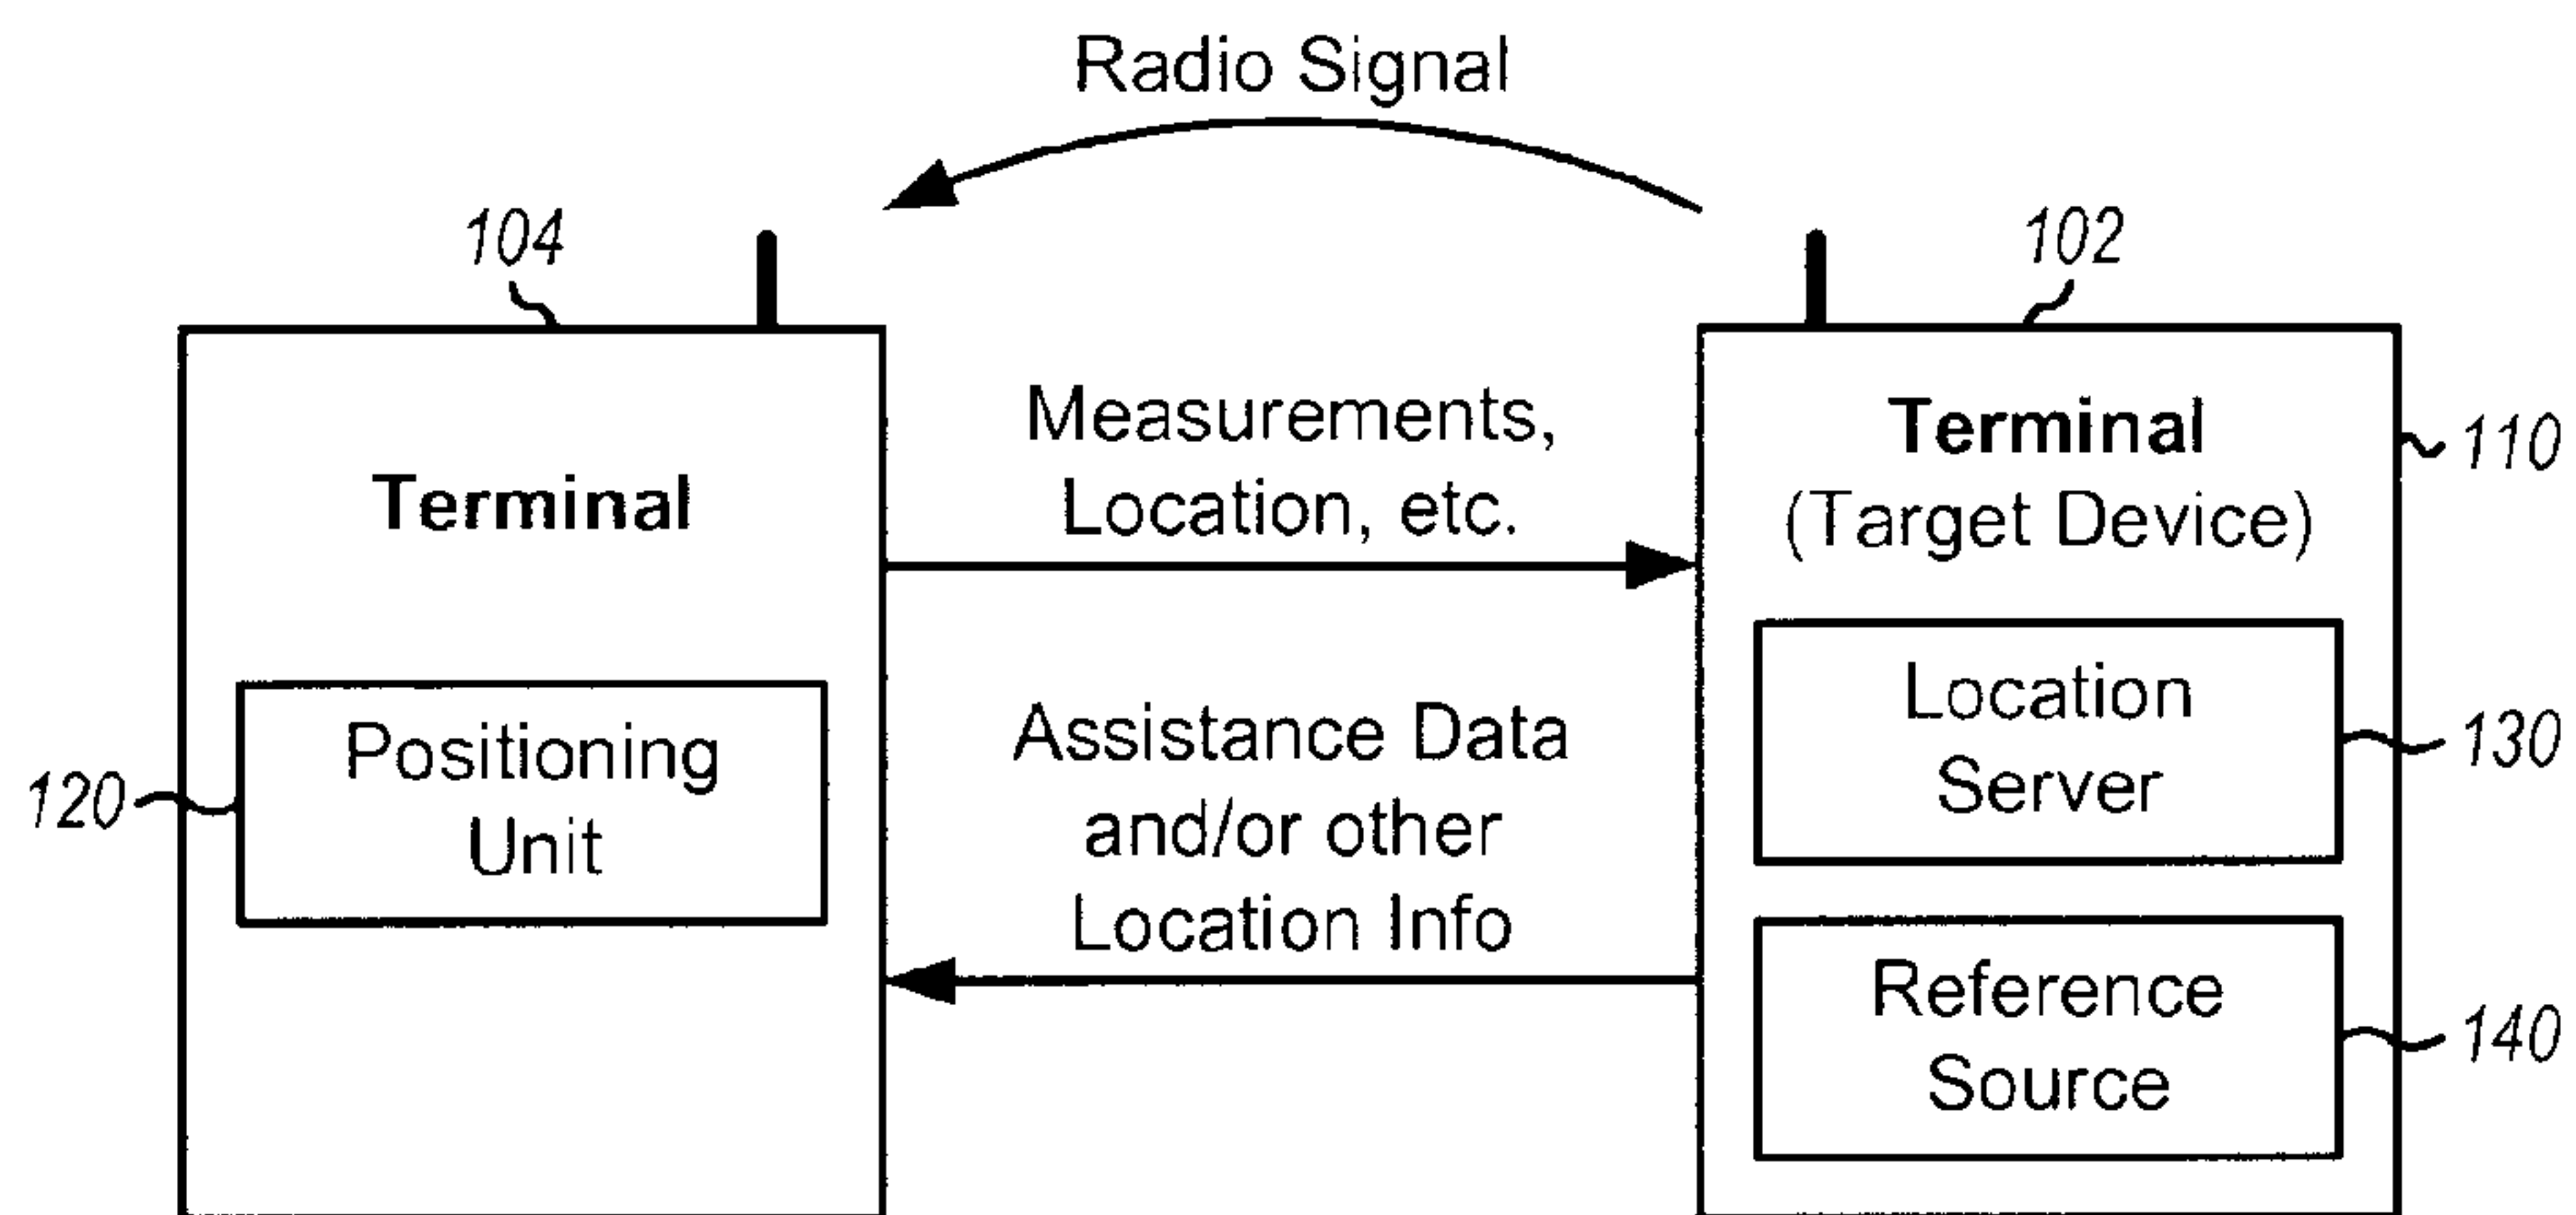 Radio Signal
104
102
Measurements,
Location, etc.
Terminal
Terminal
(Target Device)
110
Positioning
Unit
120
Assistance Data
and/or other
Location Info
Location
Server
130
Reference
Source
140